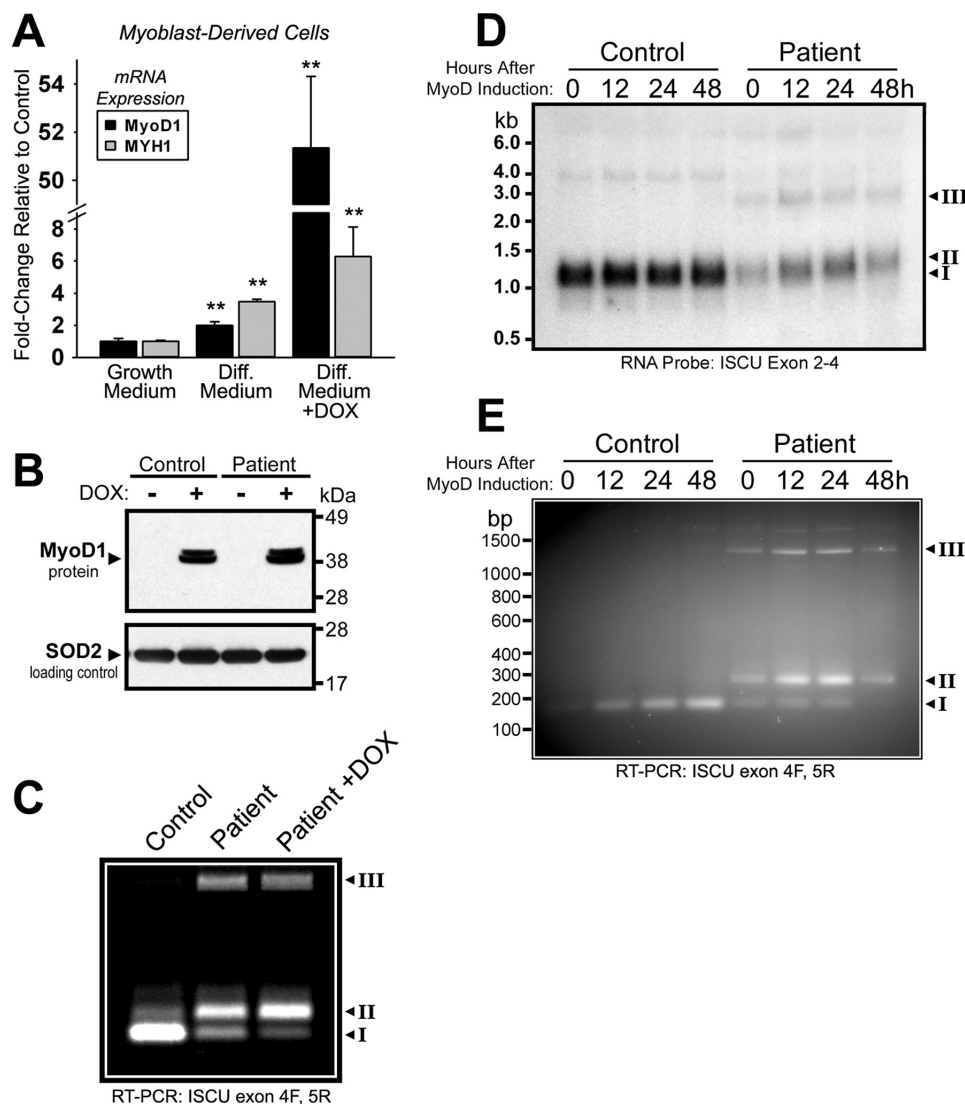 A
Myoblast-Derived Cells
Fold-Change Relative to Control
54
50
8
6
4
2
0
mRNA
Expression
MyoD1
MYH1
**
**
**
**
Growth
Medium
Diff.
Medium
Diff.
Medium
+DOX
B
Control Patient
DOX: - + - + kDa
MyoD1
protein
49
38
28
SOD2
loading control
28
17
C
Control
Patient
Patient +DOX
III
II
I
RT-PCR: ISCU exon 4F, 5R
D
Control Patient
Hours After
MyoD Induction: 0 12 24 48 0 12 24 48h
kb
6.0
4.0
3.0
2.0
1.5
1.0
0.5
III
II
I
RNA Probe: ISCU Exon 2-4
E
Control Patient
Hours After
MyoD Induction: 0 12 24 48 0 12 24 48h
bp
1500
1000
800
600
400
300
200
100
III
II
I
RT-PCR: ISCU exon 4F, 5R